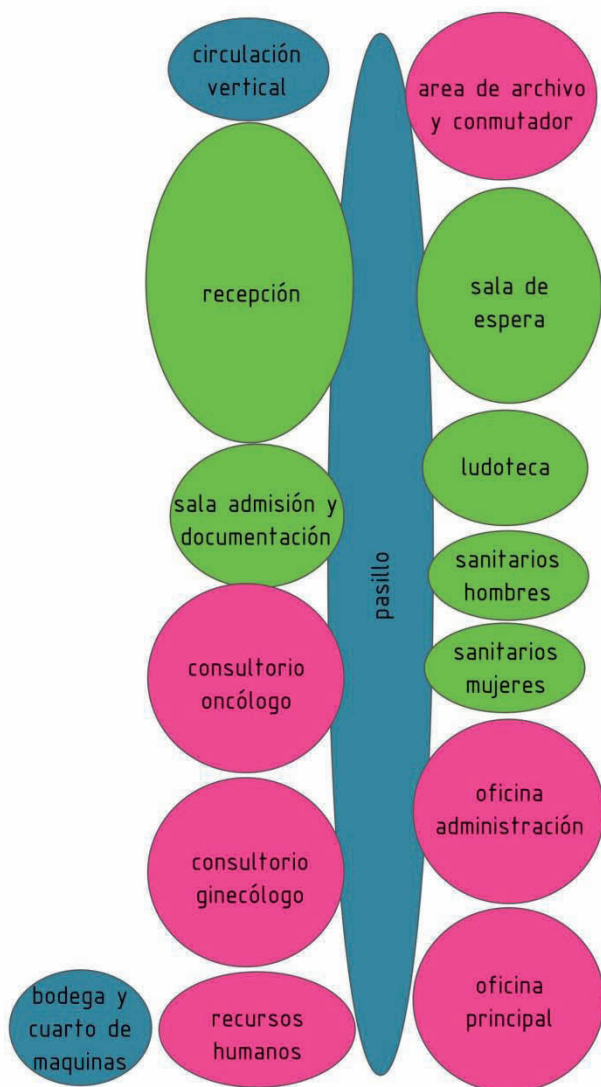 circulación
vertical
area de archivo
y conmutador
recepción
sala de
espera
ludoteca
sala admisión y
documentación
pasillo
sanitarios
hombres
sanitarios
mujeres
consultorio
oncólogo
oficina
administración
consultorio
ginecólogo
oficina
principal
bodega y
cuarto de
maquinas
recursos
humanos